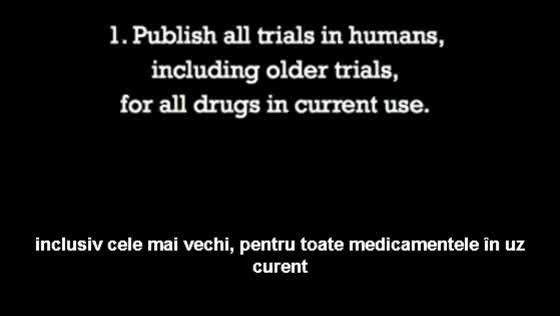 1. Publish all trials in humans,
including older trials,
for all drugs in current use.
inclusiv cele mai vechi, pentru toate medicamentele în uz
curent